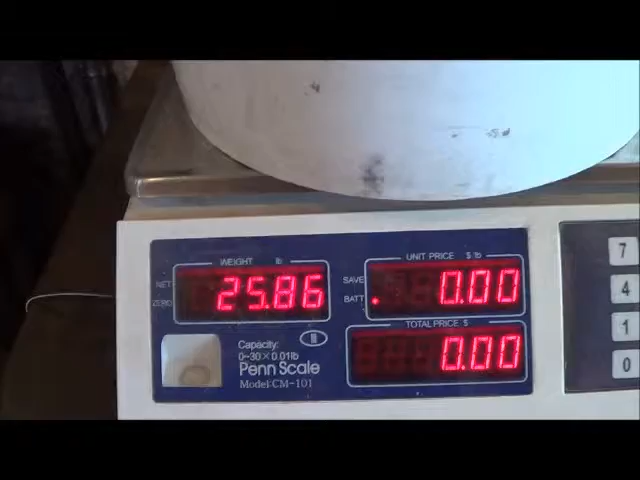 WEIGHT lb
UNIT PRICE $ lb
NET
ZERO
25.86
SAVE
BATT
0.00
TOTAL PRICE $
0.00
Capacity:
0~30×0.01lb
III
Penn Scale
Model:CM-101
7
4
1
0